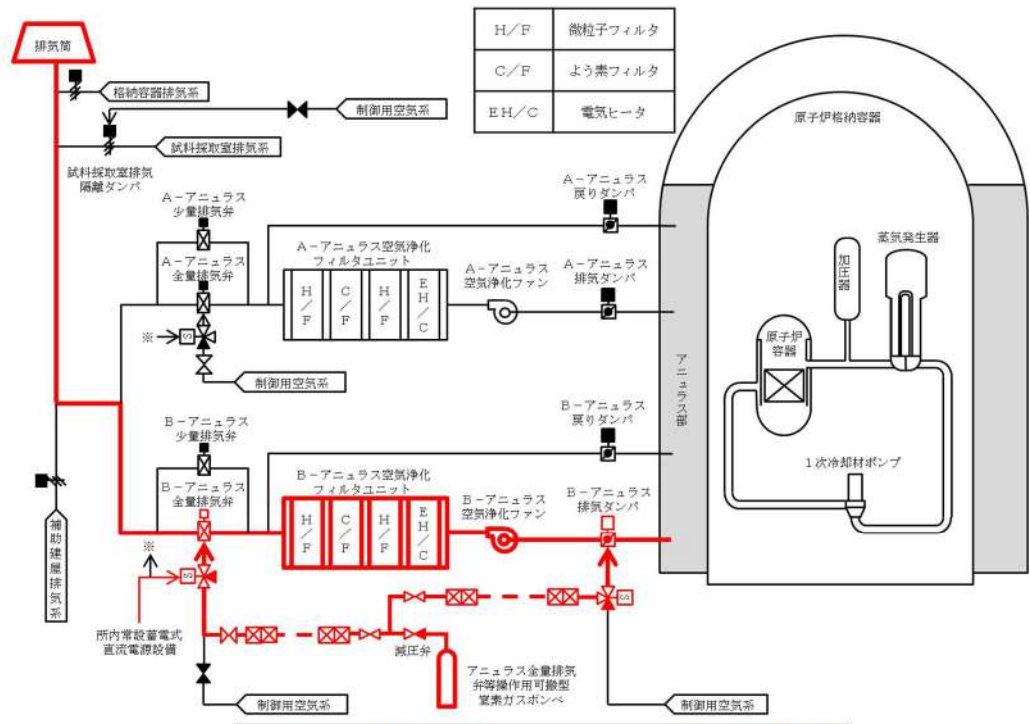 排気筒
H/F 微粒子フィルタ
C/F よう素フィルタ
EH/C 電気ヒータ
格納容器排気系
制御用空気系
試料採取室排気系
試料採取室排気
隔離ダンパ
A-アニュラス
少量排気弁
A-アニュラス
全量排気弁
※
S
制御用空気系
A-アニュラス空気浄化
フィルタユニット
H/F
C/F
H/F
EH/C
A-アニュラス
空気浄化ファン
A-アニュラス
戻りダンパ
A-アニュラス
排気ダンパ
原子炉格納容器
蒸気発生器
加圧器
原子炉
容器
1次冷却材ポンプ
アニュラス部
B-アニュラス
少量排気弁
B-アニュラス
全量排気弁
B-アニュラス空気浄化
フィルタユニット
H/F
C/F
H/F
EH/C
B-アニュラス
空気浄化ファン
B-アニュラス
戻りダンパ
B-アニュラス
排気ダンパ
補助建屋排気系
※
S
S
所内常設蓄電式
直流電源設備
減圧弁
アニュラス全量排気
弁等操作用可搬型
窒素ガスボンベ
制御用空気系
制御用空気系